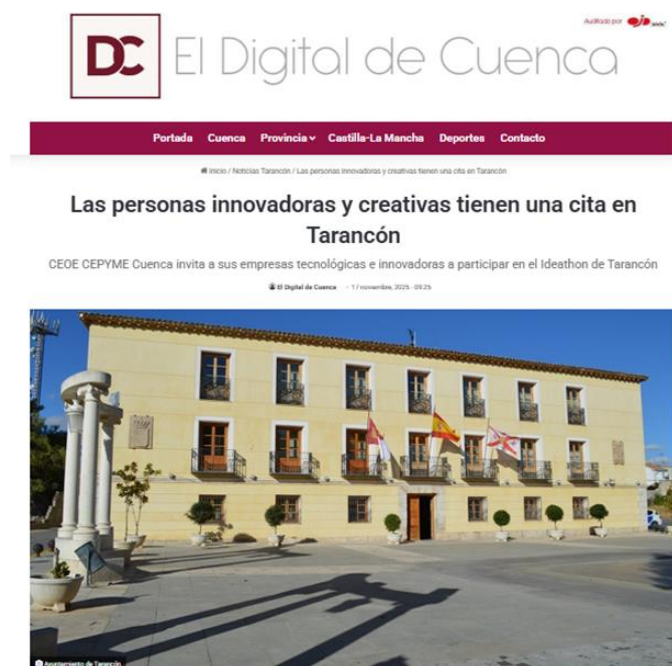 Auditado por ojd
DC El Digital de Cuenca
Portada Cuenca Provincia Castilla-La Mancha Deportes Contacto
Inicio / Noticias Tarancón / Las personas innovadoras y creativas tienen una cita en Tarancón
Las personas innovadoras y creativas tienen una cita en
Tarancón
CEOE CEPYME Cuenca invita a sus empresas tecnológicas e innovadoras a participar en el Ideathon de Tarancón
El Digital de Cuenca - 17 noviembre, 2025 - 09:25
Ayuntamiento de Tarancón